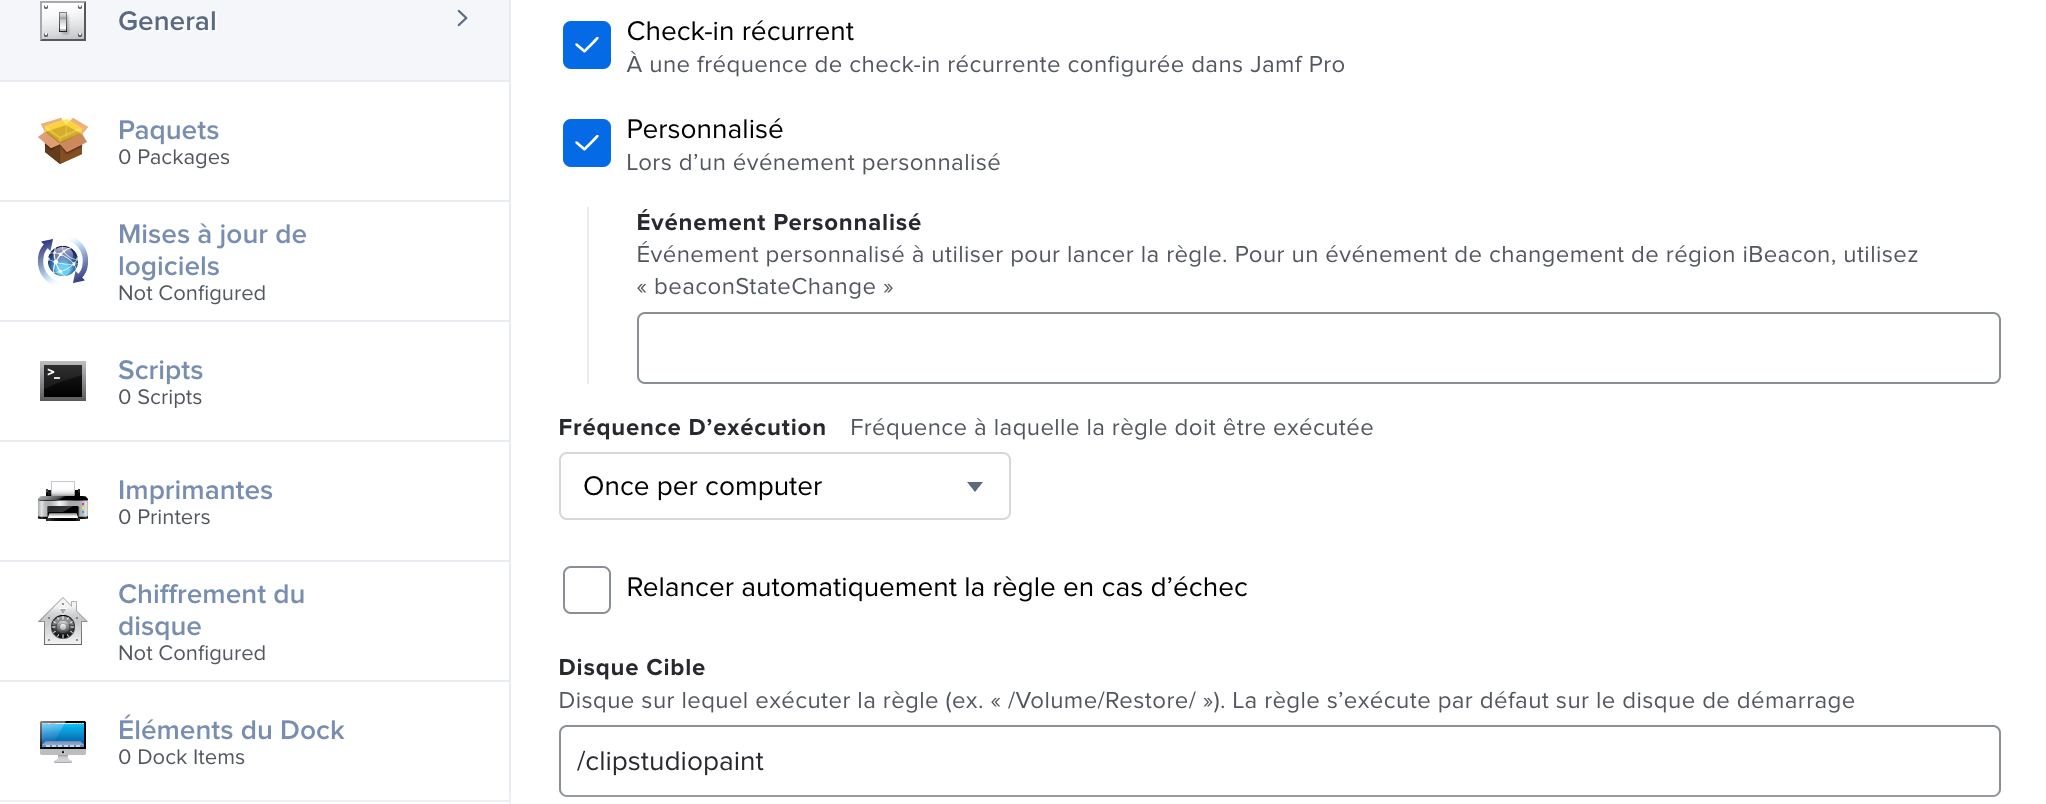 General
Paquets
0 Packages
Mises à jour de
logiciels
Not Configured
Scripts
0 Scripts
Imprimantes
0 Printers
Chiffrement du
disque
Not Configured
Éléments du Dock
0 Dock Items
Check-in récurrent
À une fréquence de check-in récurrente configurée dans Jamf Pro
Personnalisé
Lors d’un événement personnalisé
Événement Personnalisé
Événement personnalisé à utiliser pour lancer la règle. Pour un événement de changement de région iBeacon, utilisez
« beaconStateChange »
Fréquence D’exécution Fréquence à laquelle la règle doit être exécutée
Once per computer
Relancer automatiquement la règle en cas d’échec
Disque Cible
Disque sur lequel exécuter la règle (ex. « /Volume/Restore/ »). La règle s’exécute par défaut sur le disque de démarrage
/clipstudiopaint